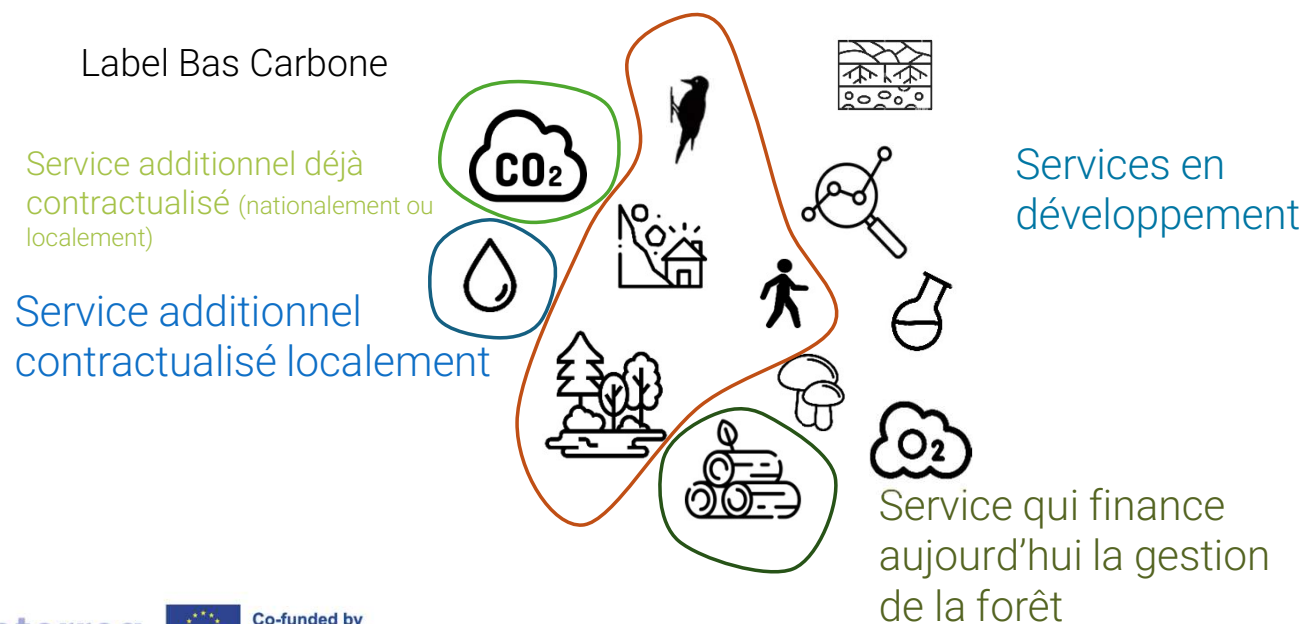 Label Bas Carbone
Service additionnel déjà
contractualisé (nationalement ou
localement)
CO2
Service additionnel
contractualisé localement
Services en
développement
O2
Service qui finance
aujourd’hui la gestion
de la forêt
Co-funded by